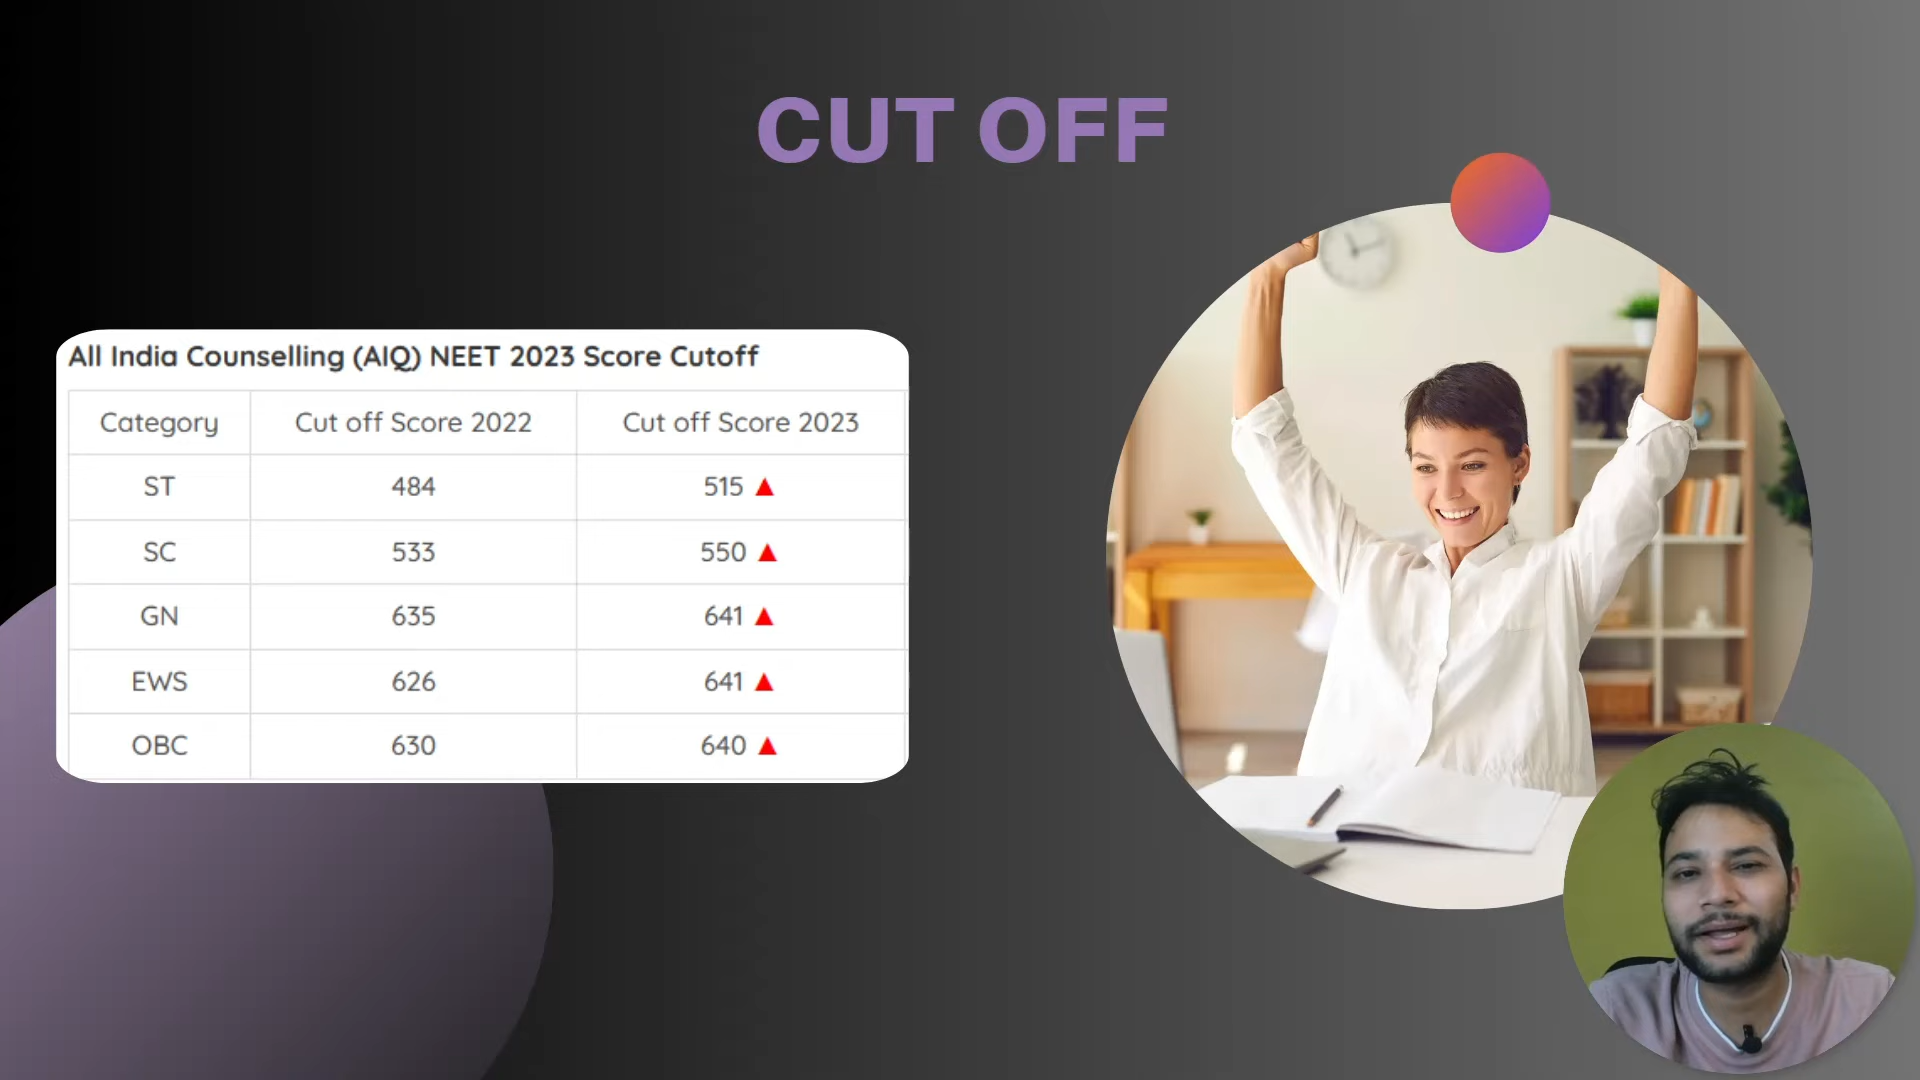 CUT OFF
All India Counselling (AIQ) NEET 2023 Score Cutoff
Category Cut off Score 2022 Cut off Score 2023
ST 484 515 ▲
SC 533 550 ▲
GN 635 641 ▲
EWS 626 641 ▲
OBC 630 640 ▲